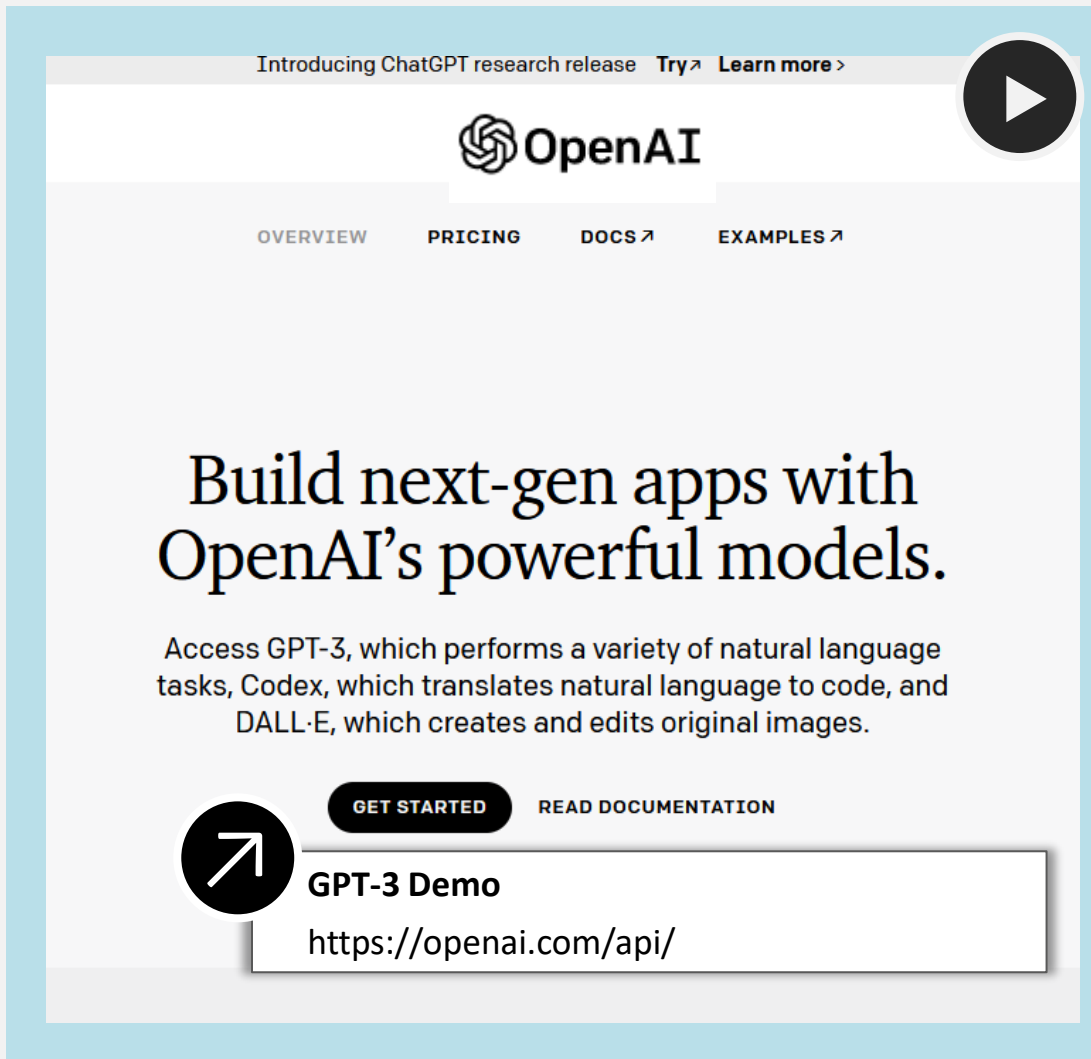 Introducing ChatGPT research release Try↗ Learn more >
OpenAI
OVERVIEW PRICING DOCS↗ EXAMPLES↗
Build next-gen apps with
OpenAI’s powerful models.
Access GPT-3, which performs a variety of natural language
tasks, Codex, which translates natural language to code, and
DALL·E, which creates and edits original images.
GET STARTED READ DOCUMENTATION
GPT-3 Demo
https://openai.com/api/